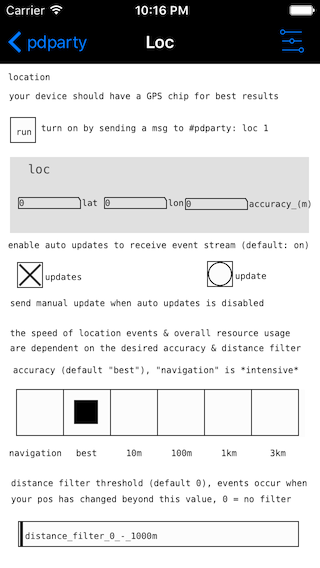 Carrier 10:16 PM
pdparty Loc
location
your device should have a GPS chip for best results
run turn on by sending a msg to #pdparty: loc 1
loc
0 lat 0 lon 0 accuracy_(m)
enable auto updates to receive event stream (default: on)
updates update
send manual update when auto updates is disabled
the speed of location events & overall resource usage
are dependent on the desired accuracy & distance filter
accuracy (default "best"), "navigation" is *intensive*
navigation best 10m 100m 1km 3km
distance filter threshold (default 0), events occur when
your pos has changed beyond this value, 0 = no filter
distance_filter_0_-_1000m